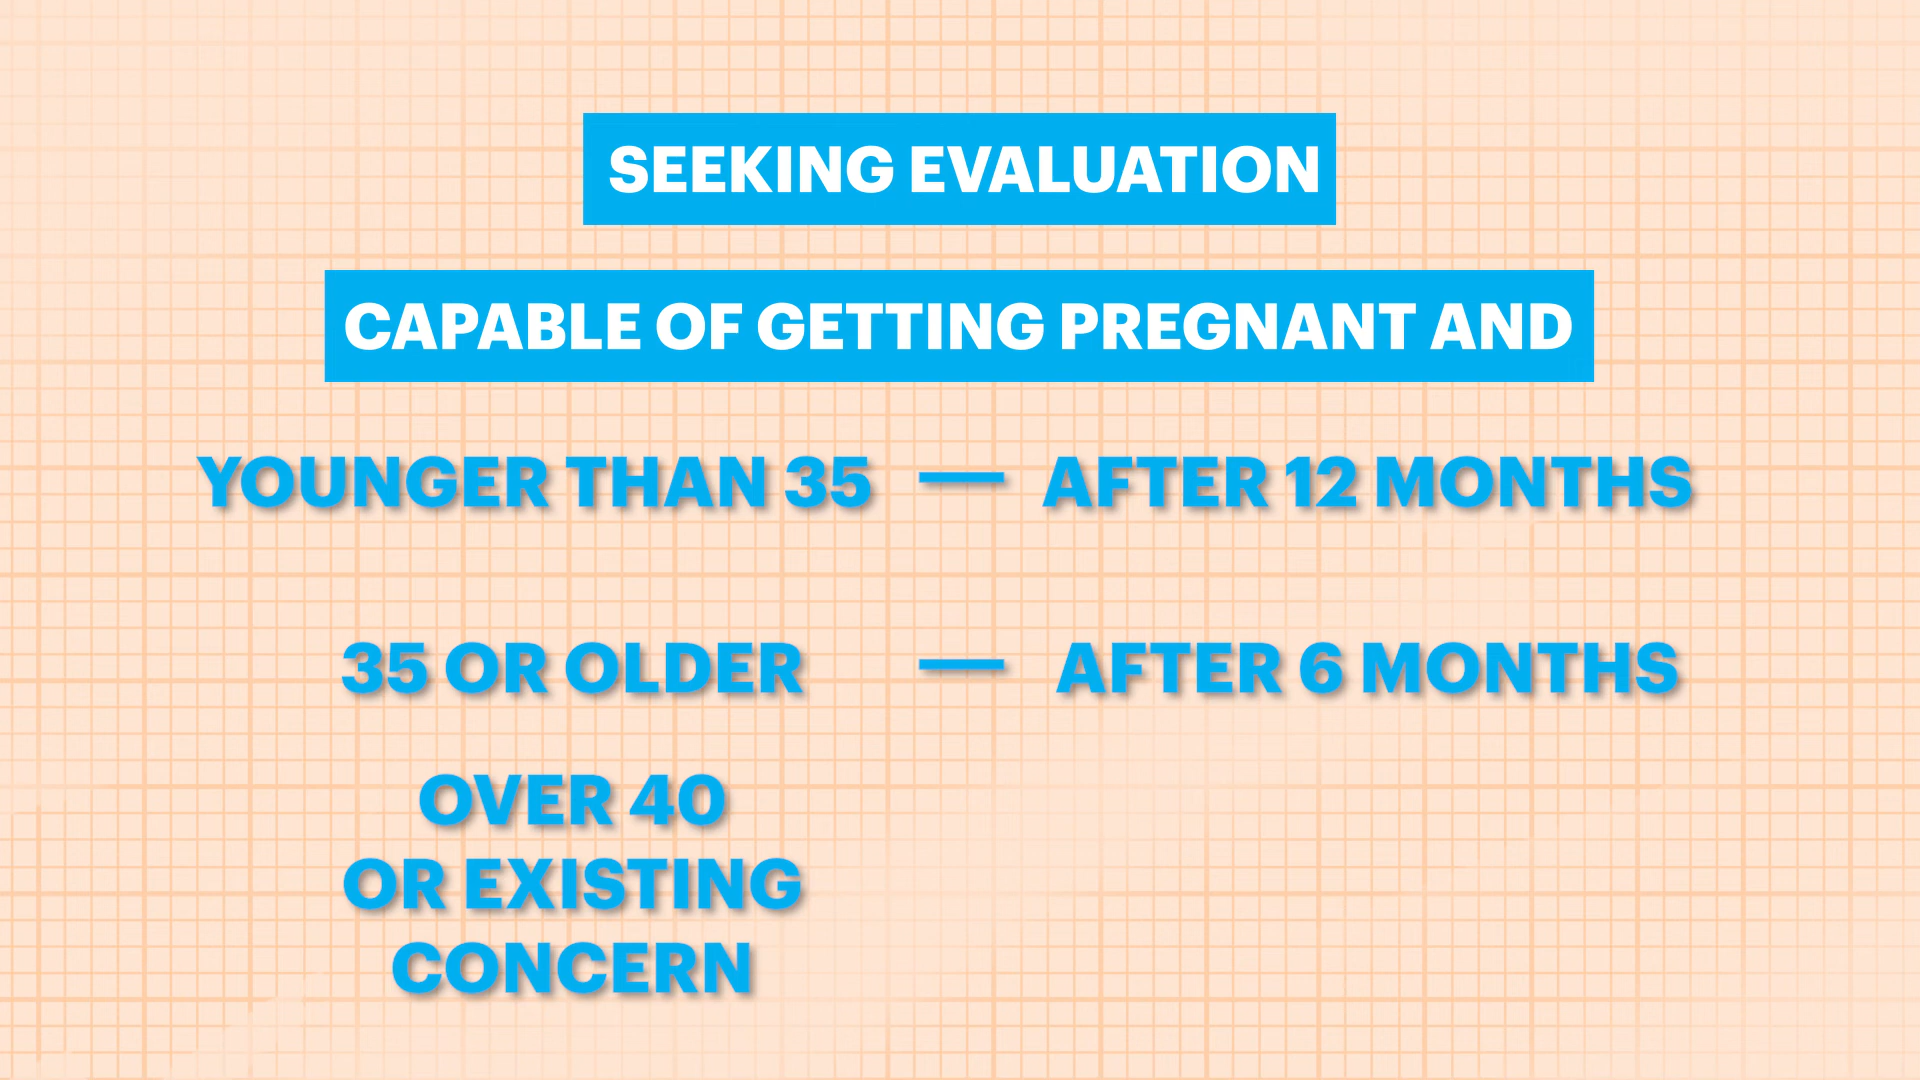 SEEKING EVALUATION
CAPABLE OF GETTING PREGNANT AND
YOUNGER THAN 35 — AFTER 12 MONTHS
35 OR OLDER — AFTER 6 MONTHS
OVER 40
OR EXISTING
CONCERN